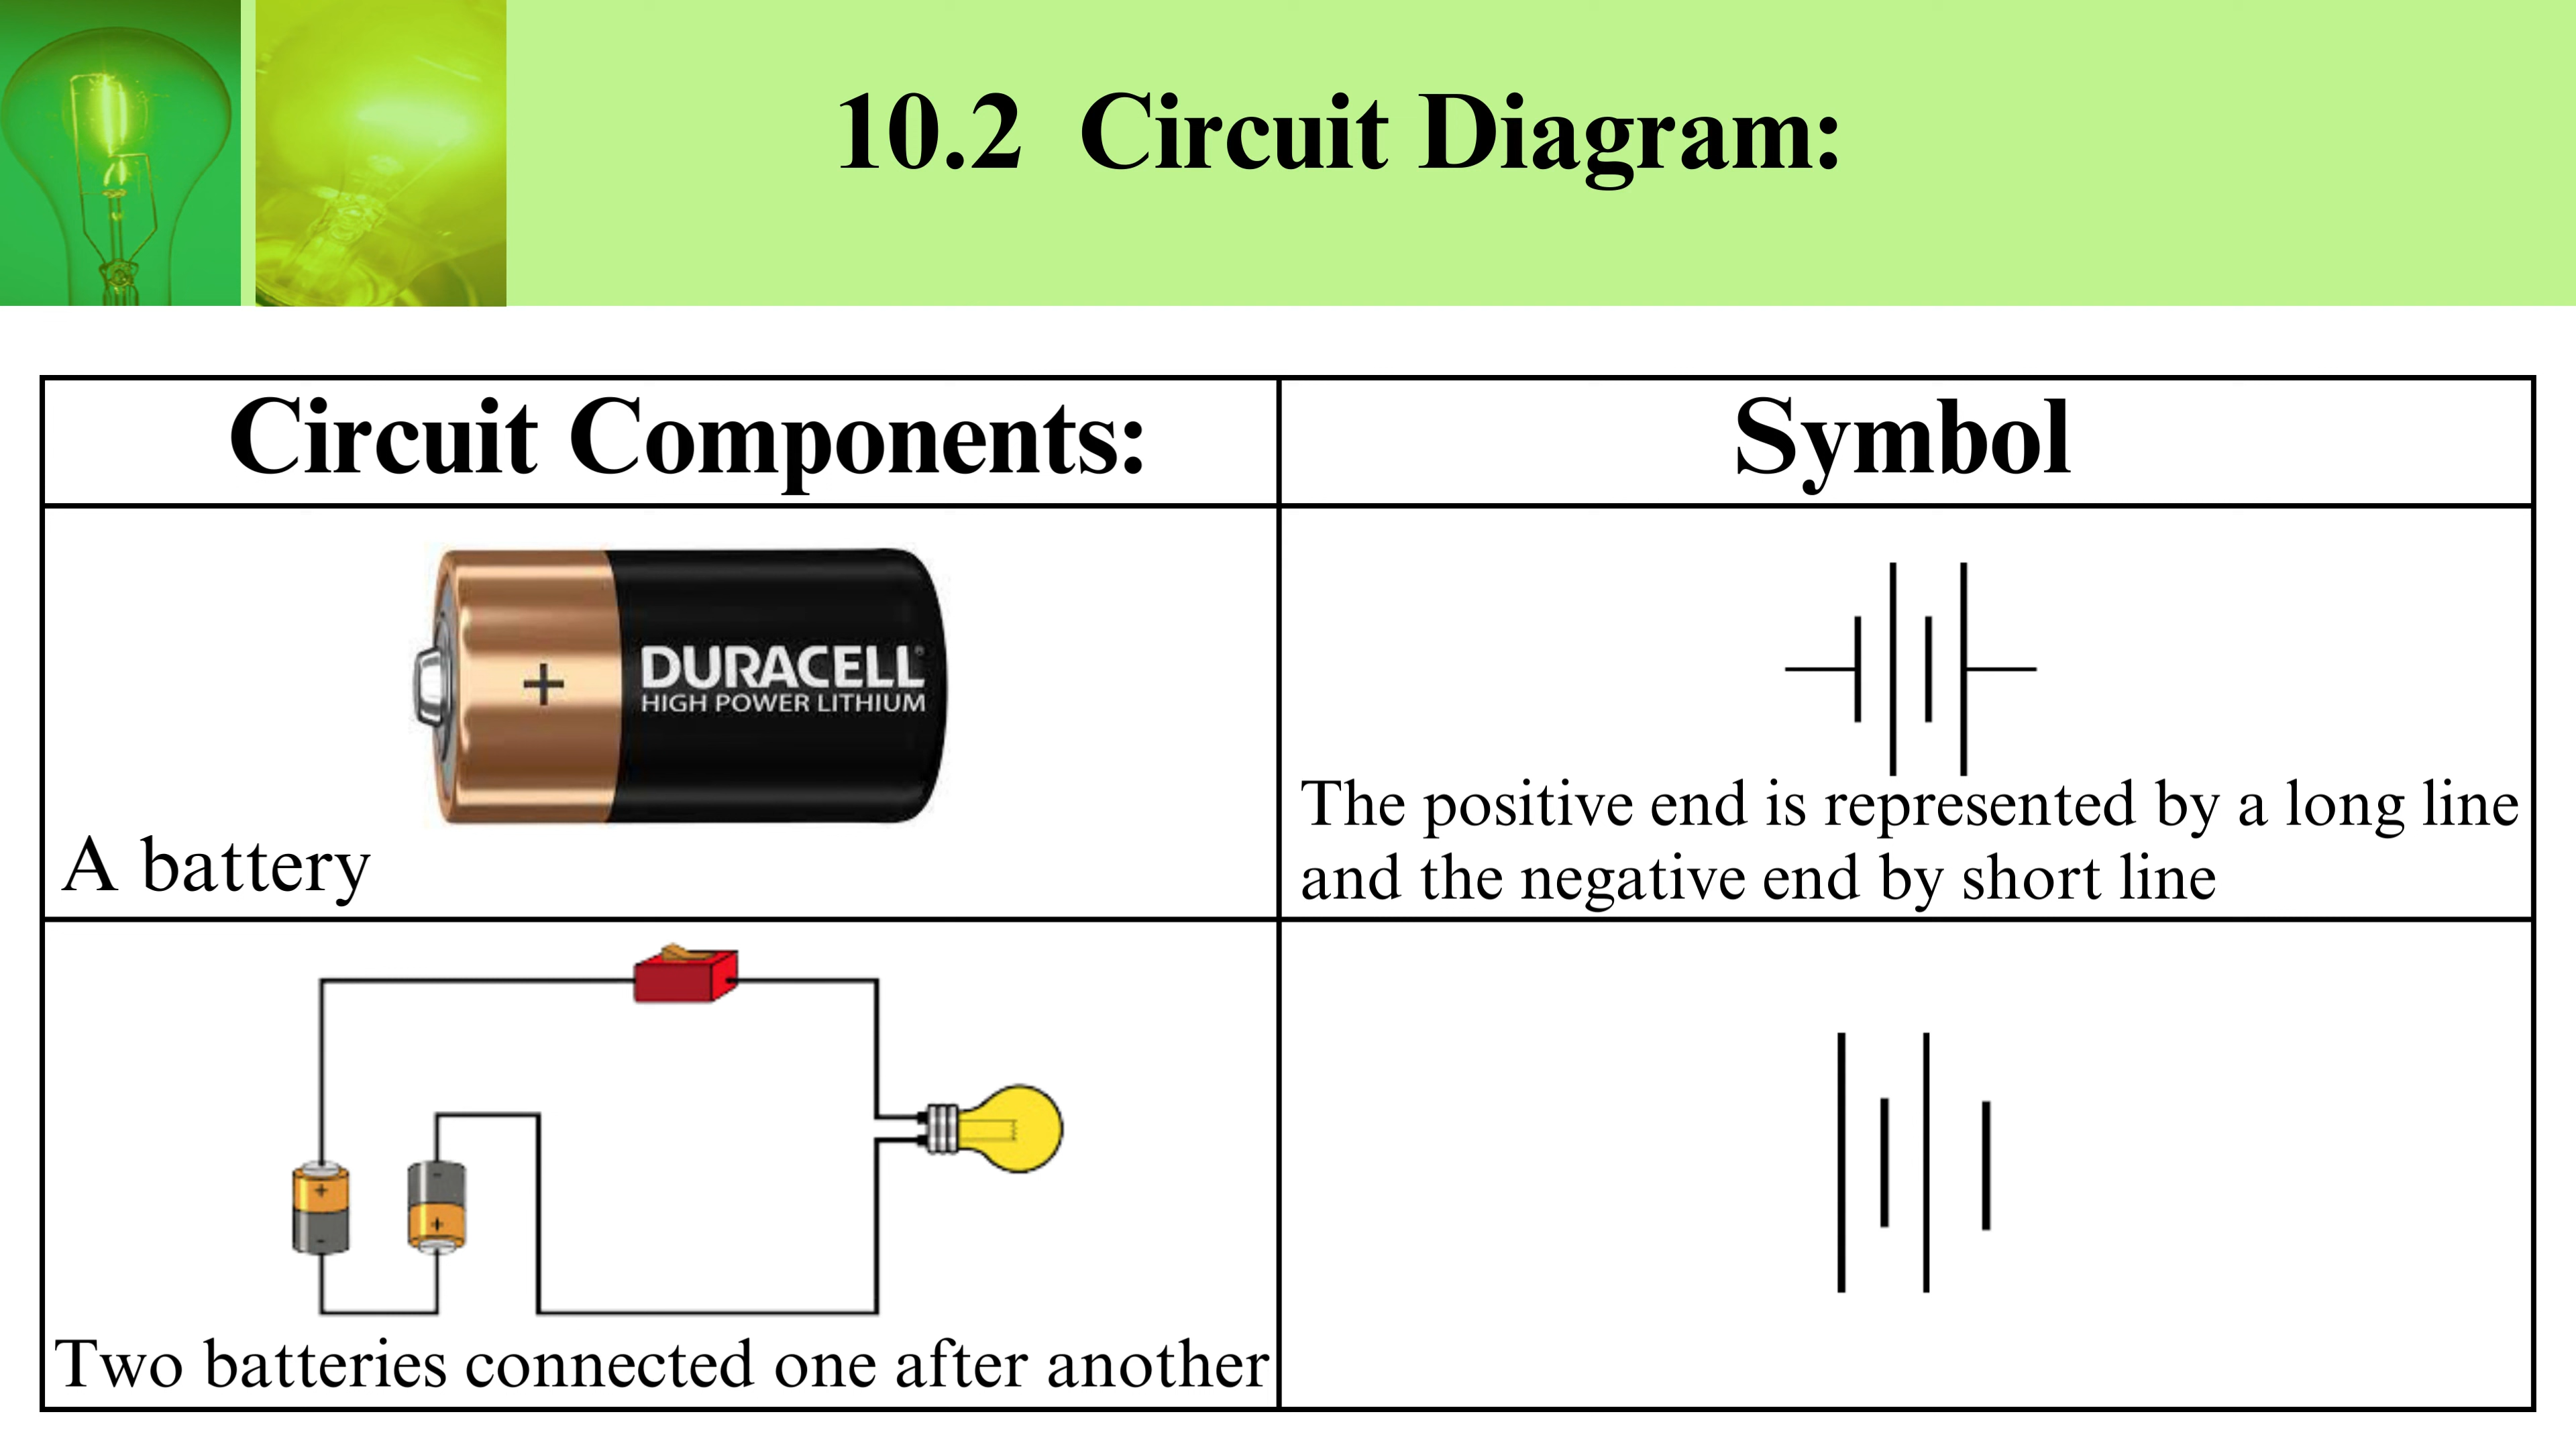 10.2  Circuit Diagram:
Circuit Components:
Symbol
+
DURACELL®
HIGH POWER LITHIUM
A battery
The positive end is represented by a long line
and the negative end by short line
+
-
-
+
Two batteries connected one after another